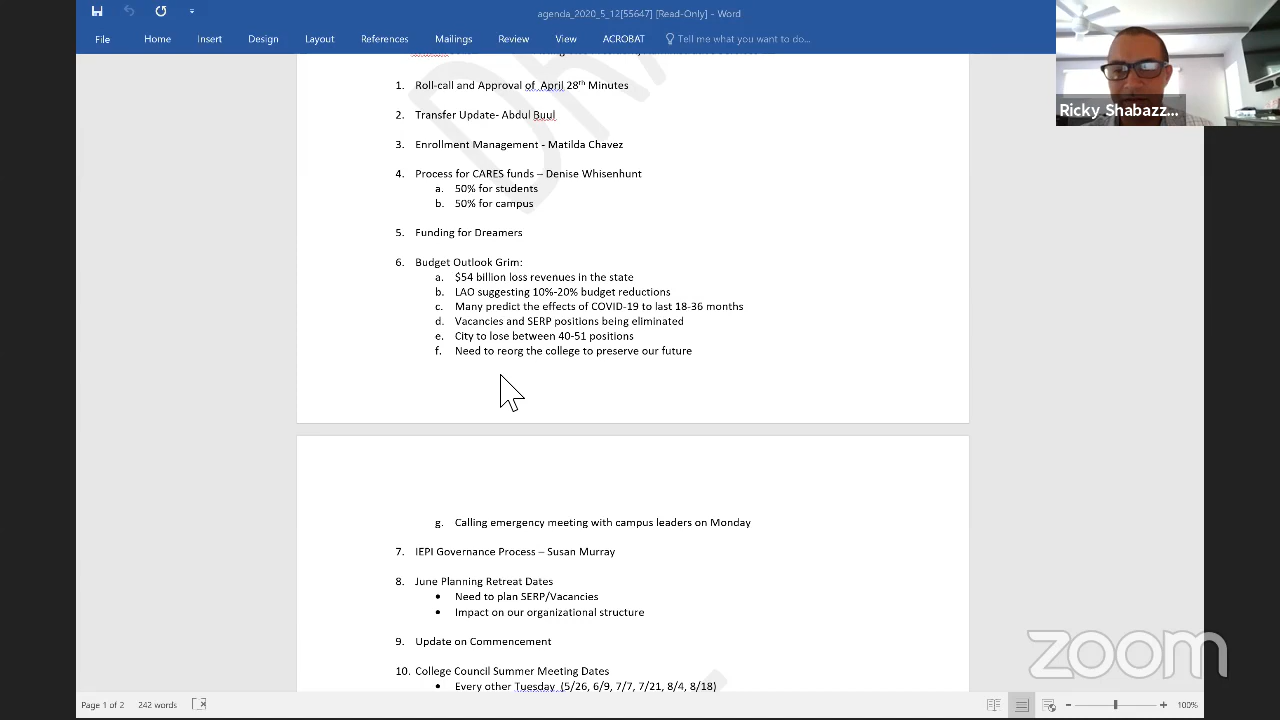 agenda_2020_5_12[55647] [Read-Only] - Word
File Home Insert Design Layout References Mailings Review View ACROBAT Tell me what you want to do...
1. Roll-call and Approval of April 28th Minutes
2. Transfer Update- Abdul Buul
3. Enrollment Management - Matilda Chavez
4. Process for CARES funds – Denise Whisenhunt
a. 50% for students
b. 50% for campus
5. Funding for Dreamers
6. Budget Outlook Grim:
a. $54 billion loss revenues in the state
b. LAO suggesting 10%-20% budget reductions
c. Many predict the effects of COVID-19 to last 18-36 months
d. Vacancies and SERP positions being eliminated
e. City to lose between 40-51 positions
f. Need to reorg the college to preserve our future
g. Calling emergency meeting with campus leaders on Monday
7. IEPI Governance Process – Susan Murray
8. June Planning Retreat Dates
• Need to plan SERP/Vacancies
• Impact on our organizational structure
9. Update on Commencement
10. College Council Summer Meeting Dates
• Every other Tuesday (5/26, 6/9, 7/7, 7/21, 8/4, 8/18)
Page 1 of 2 242 words 100%
Ricky Shabazz...
zoom